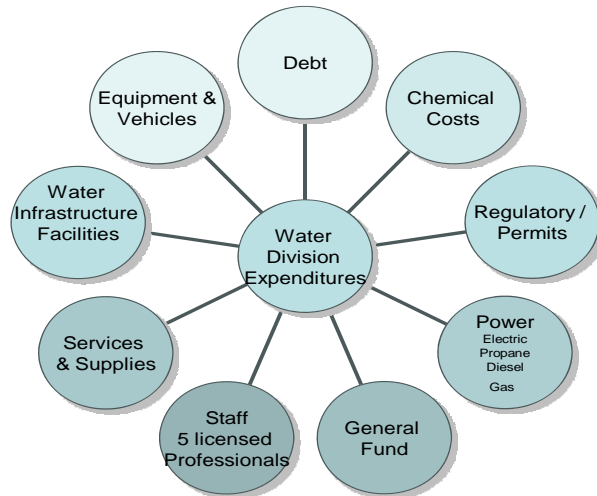 Debt
Chemical
Costs
Regulatory /
Permits
Power
Electric
Propane
Diesel
Gas
General
Fund
Staff
5 licensed
Professionals
Services
& Supplies
Water
Infrastructure
Facilities
Equipment &
Vehicles
Water
Division
Expenditures